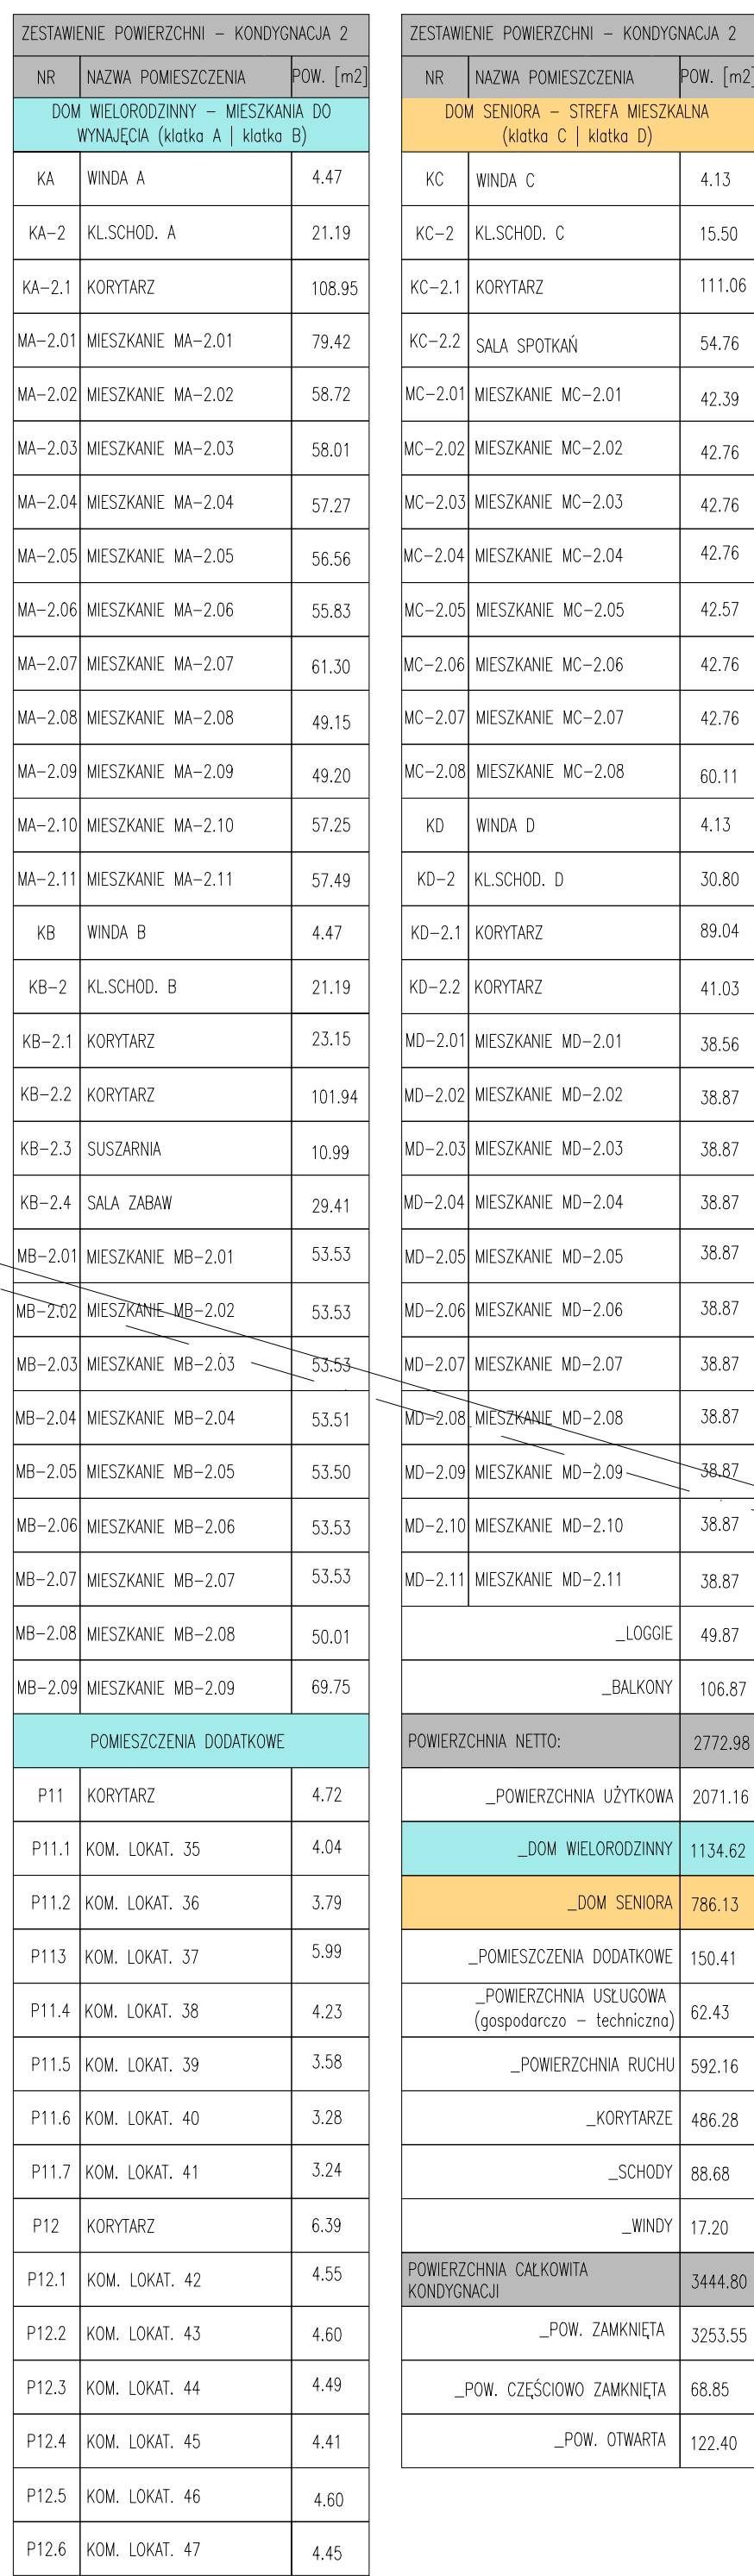 ZESTAWIENIE POWIERZCHNI – KONDYGNACJA 2
NR NAZWA POMIESZCZENIA POW. [m2]
DOM WIELORODZINNY – MIESZKANIA DO
WYNAJĘCIA (klatka A | klatka B)
KA WINDA A 4.47
KA–2 KL.SCHOD. A 21.19
KA–2.1 KORYTARZ 108.95
MA–2.01 MIESZKANIE MA–2.01 79.42
MA–2.02 MIESZKANIE MA–2.02 58.72
MA–2.03 MIESZKANIE MA–2.03 58.01
MA–2.04 MIESZKANIE MA–2.04 57.27
MA–2.05 MIESZKANIE MA–2.05 56.56
MA–2.06 MIESZKANIE MA–2.06 55.83
MA–2.07 MIESZKANIE MA–2.07 61.30
MA–2.08 MIESZKANIE MA–2.08 49.15
MA–2.09 MIESZKANIE MA–2.09 49.20
MA–2.10 MIESZKANIE MA–2.10 57.25
MA–2.11 MIESZKANIE MA–2.11 57.49
KB WINDA B 4.47
KB–2 KL.SCHOD. B 21.19
KB–2.1 KORYTARZ 23.15
KB–2.2 KORYTARZ 101.94
KB–2.3 SUSZARNIA 10.99
KB–2.4 SALA ZABAW 29.41
MB–2.01 MIESZKANIE MB–2.01 53.53
MB–2.02 MIESZKANIE MB–2.02 53.53
MB–2.03 MIESZKANIE MB–2.03 53.53
MB–2.04 MIESZKANIE MB–2.04 53.51
MB–2.05 MIESZKANIE MB–2.05 53.50
MB–2.06 MIESZKANIE MB–2.06 53.53
MB–2.07 MIESZKANIE MB–2.07 53.53
MB–2.08 MIESZKANIE MB–2.08 50.01
MB–2.09 MIESZKANIE MB–2.09 69.75
POMIESZCZENIA DODATKOWE
P11 KORYTARZ 4.72
P11.1 KOM. LOKAT. 35 4.04
P11.2 KOM. LOKAT. 36 3.79
P113 KOM. LOKAT. 37 5.99
P11.4 KOM. LOKAT. 38 4.23
P11.5 KOM. LOKAT. 39 3.58
P11.6 KOM. LOKAT. 40 3.28
P11.7 KOM. LOKAT. 41 3.24
P12 KORYTARZ 6.39
P12.1 KOM. LOKAT. 42 4.55
P12.2 KOM. LOKAT. 43 4.60
P12.3 KOM. LOKAT. 44 4.49
P12.4 KOM. LOKAT. 45 4.41
P12.5 KOM. LOKAT. 46 4.60
P12.6 KOM. LOKAT. 47 4.45
ZESTAWIENIE POWIERZCHNI – KONDYGNACJA 2
NR NAZWA POMIESZCZENIA POW. [m2]
DOM SENIORA – STREFA MIESZKALNA
(klatka C | klatka D)
KC WINDA C 4.13
KC–2 KL.SCHOD. C 15.50
KC–2.1 KORYTARZ 111.06
KC–2.2 SALA SPOTKAŃ 54.76
MC–2.01 MIESZKANIE MC–2.01 42.39
MC–2.02 MIESZKANIE MC–2.02 42.76
MC–2.03 MIESZKANIE MC–2.03 42.76
MC–2.04 MIESZKANIE MC–2.04 42.76
MC–2.05 MIESZKANIE MC–2.05 42.57
MC–2.06 MIESZKANIE MC–2.06 42.76
MC–2.07 MIESZKANIE MC–2.07 42.76
MC–2.08 MIESZKANIE MC–2.08 60.11
KD WINDA D 4.13
KD–2 KL.SCHOD. D 30.80
KD–2.1 KORYTARZ 89.04
KD–2.2 KORYTARZ 41.03
MD–2.01 MIESZKANIE MD–2.01 38.56
MD–2.02 MIESZKANIE MD–2.02 38.87
MD–2.03 MIESZKANIE MD–2.03 38.87
MD–2.04 MIESZKANIE MD–2.04 38.87
MD–2.05 MIESZKANIE MD–2.05 38.87
MD–2.06 MIESZKANIE MD–2.06 38.87
MD–2.07 MIESZKANIE MD–2.07 38.87
MD–2.08 MIESZKANIE MD–2.08 38.87
MD–2.09 MIESZKANIE MD–2.09 38.87
MD–2.10 MIESZKANIE MD–2.10 38.87
MD–2.11 MIESZKANIE MD–2.11 38.87
_LOGGIE 49.87
_BALKONY 106.87
POWIERZCHNIA NETTO: 2772.98
_POWIERZCHNIA UŻYTKOWA 2071.16
_DOM WIELORODZINNY 1134.62
_DOM SENIORA 786.13
_POMIESZCZENIA DODATKOWE 150.41
_POWIERZCHNIA USŁUGOWA
(gospodarczo – techniczna) 62.43
_POWIERZCHNIA RUCHU 592.16
_KORYTARZE 486.28
_SCHODY 88.68
_WINDY 17.20
POWIERZCHNIA CAŁKOWITA
KONDYGNACJI 3444.80
_POW. ZAMKNIĘTA 3253.55
_POW. CZĘŚCIOWO ZAMKNIĘTA 68.85
_POW. OTWARTA 122.40